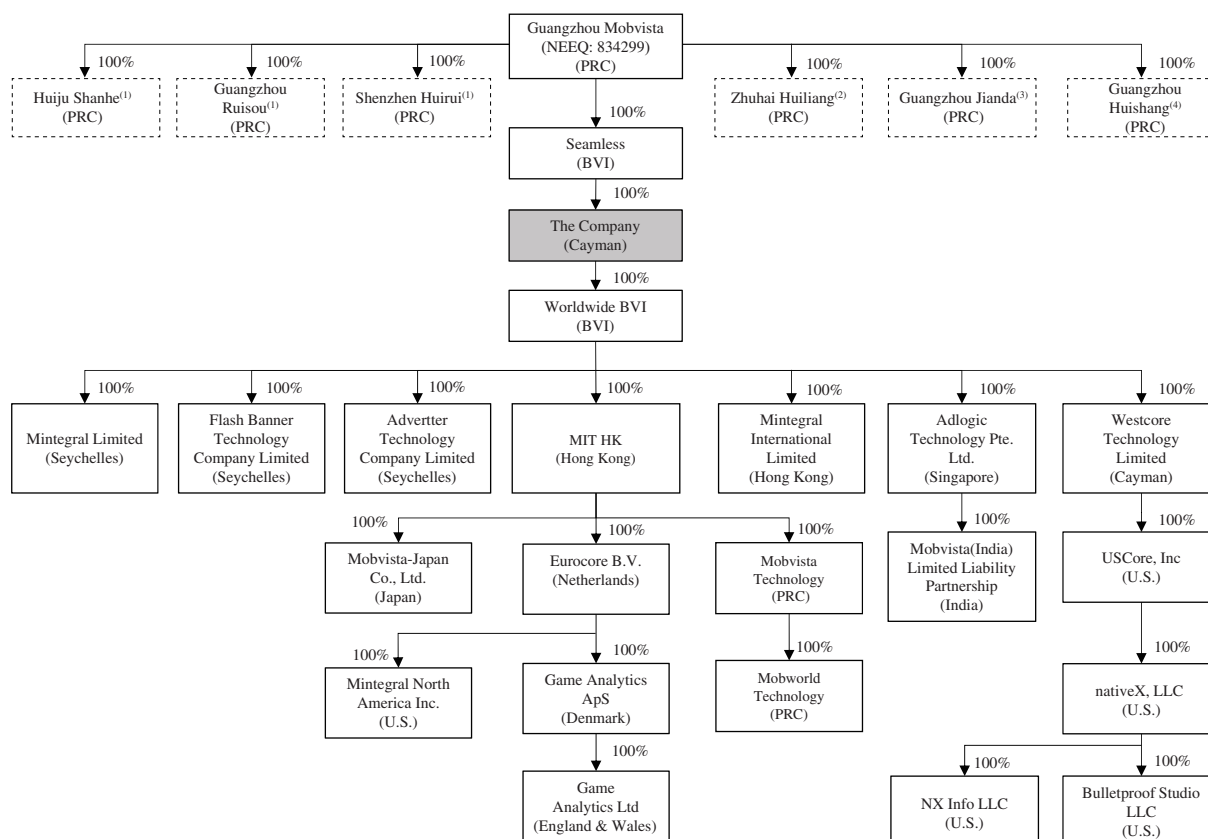 Guangzhou Mobvista
(NEEQ: 834299)
(PRC)
100%
100%
100%
100%
100%
100%
Huiju Shanhe(1)
(PRC)
Guangzhou
Ruisou(1)
(PRC)
Shenzhen Huirui(1)
(PRC)
Zhuhai Huiliang(2)
(PRC)
Guangzhou Jianda(3)
(PRC)
Guangzhou
Huishang(4)
(PRC)
100%
Seamless
(BVI)
100%
The Company
(Cayman)
100%
Worldwide BVI
(BVI)
100%
100%
100%
100%
100%
100%
100%
Mintegral Limited
(Seychelles)
Flash Banner
Technology
Company Limited
(Seychelles)
Advertter
Technology
Company Limited
(Seychelles)
MIT HK
(Hong Kong)
Mintegral
International
Limited
(Hong Kong)
Adlogic
Technology Pte.
Ltd.
(Singapore)
Westcore
Technology
Limited
(Cayman)
100%
100%
100%
100%
100%
Mobvista-Japan
Co., Ltd.
(Japan)
Eurocore B.V.
(Netherlands)
Mobvista
Technology
(PRC)
Mobvista(India)
Limited Liability
Partnership
(India)
USCore, Inc
(U.S.)
100%
100%
100%
100%
Mintegral North
America Inc.
(U.S.)
Game Analytics
ApS
(Denmark)
Mobworld
Technology
(PRC)
nativeX, LLC
(U.S.)
100%
100%
100%
Game
Analytics Ltd
(England & Wales)
NX Info LLC
(U.S.)
Bulletproof Studio
LLC
(U.S.)